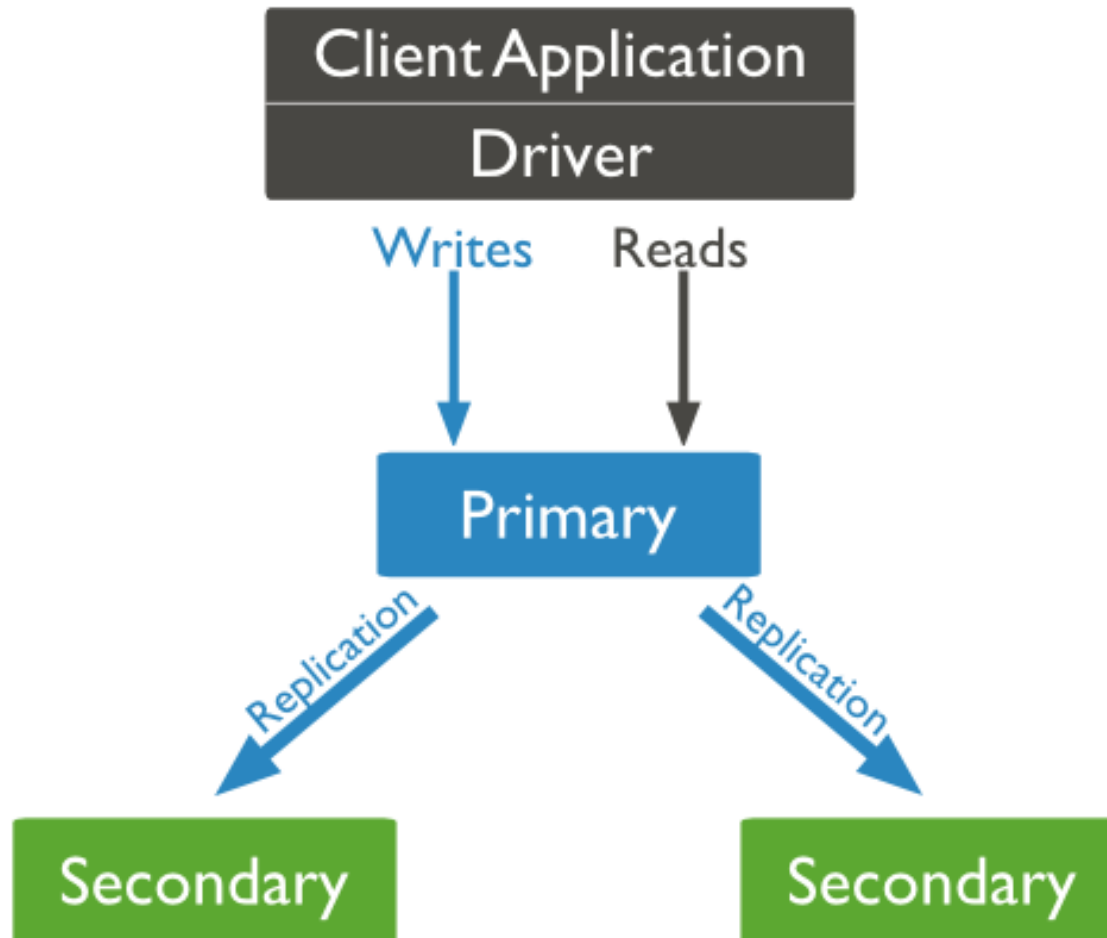 Client Application
Driver
Writes
Reads
Primary
Replication
Replication
Secondary
Secondary